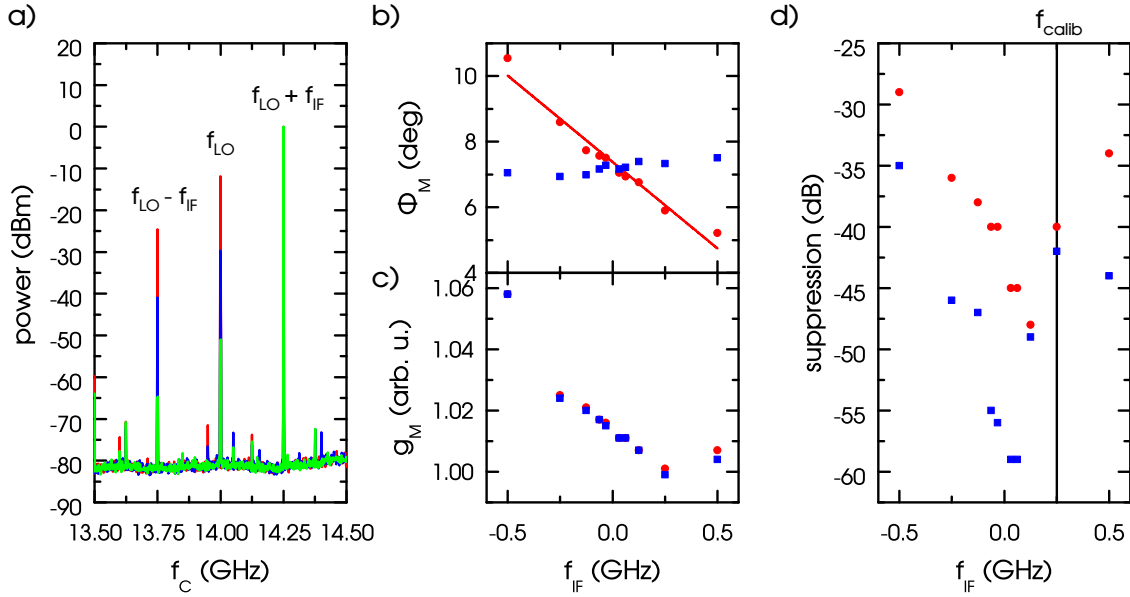 a)
b)
d)
f_calib
20
10
0
-10
-20
-30
-40
-50
-60
-70
-80
-90
power (dBm)
f_LO - f_IF
f_LO
f_LO + f_IF
13.50 13.75 14.00 14.25 14.50
f_C (GHz)
10
8
6
4
Φ_M (deg)
c)
1.06
1.04
1.02
1.00
g_M (arb. u.)
-0.5 0.0 0.5
f_IF (GHz)
-25
-30
-35
-40
-45
-50
-55
-60
suppression (dB)
-0.5 0.0 0.5
f_IF (GHz)